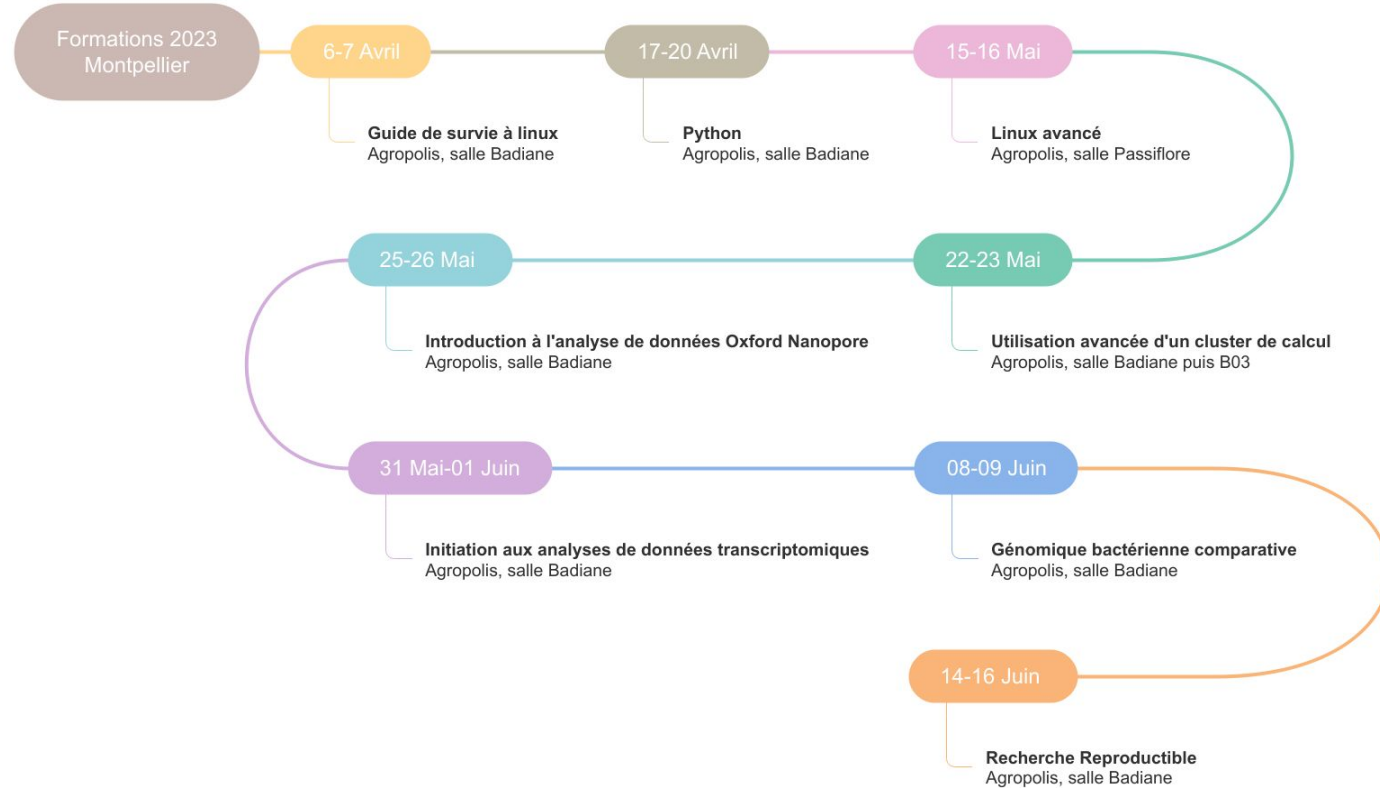 Formations 2023
Montpellier
6-7 Avril
Guide de survie à linux
Agropolis, salle Badiane
17-20 Avril
Python
Agropolis, salle Badiane
15-16 Mai
Linux avancé
Agropolis, salle Passiflore
22-23 Mai
Utilisation avancée d'un cluster de calcul
Agropolis, salle Badiane puis B03
25-26 Mai
Introduction à l'analyse de données Oxford Nanopore
Agropolis, salle Badiane
31 Mai-01 Juin
Initiation aux analyses de données transcriptomiques
Agropolis, salle Badiane
08-09 Juin
Génomique bactérienne comparative
Agropolis, salle Badiane
14-16 Juin
Recherche Reproductible
Agropolis, salle Badiane